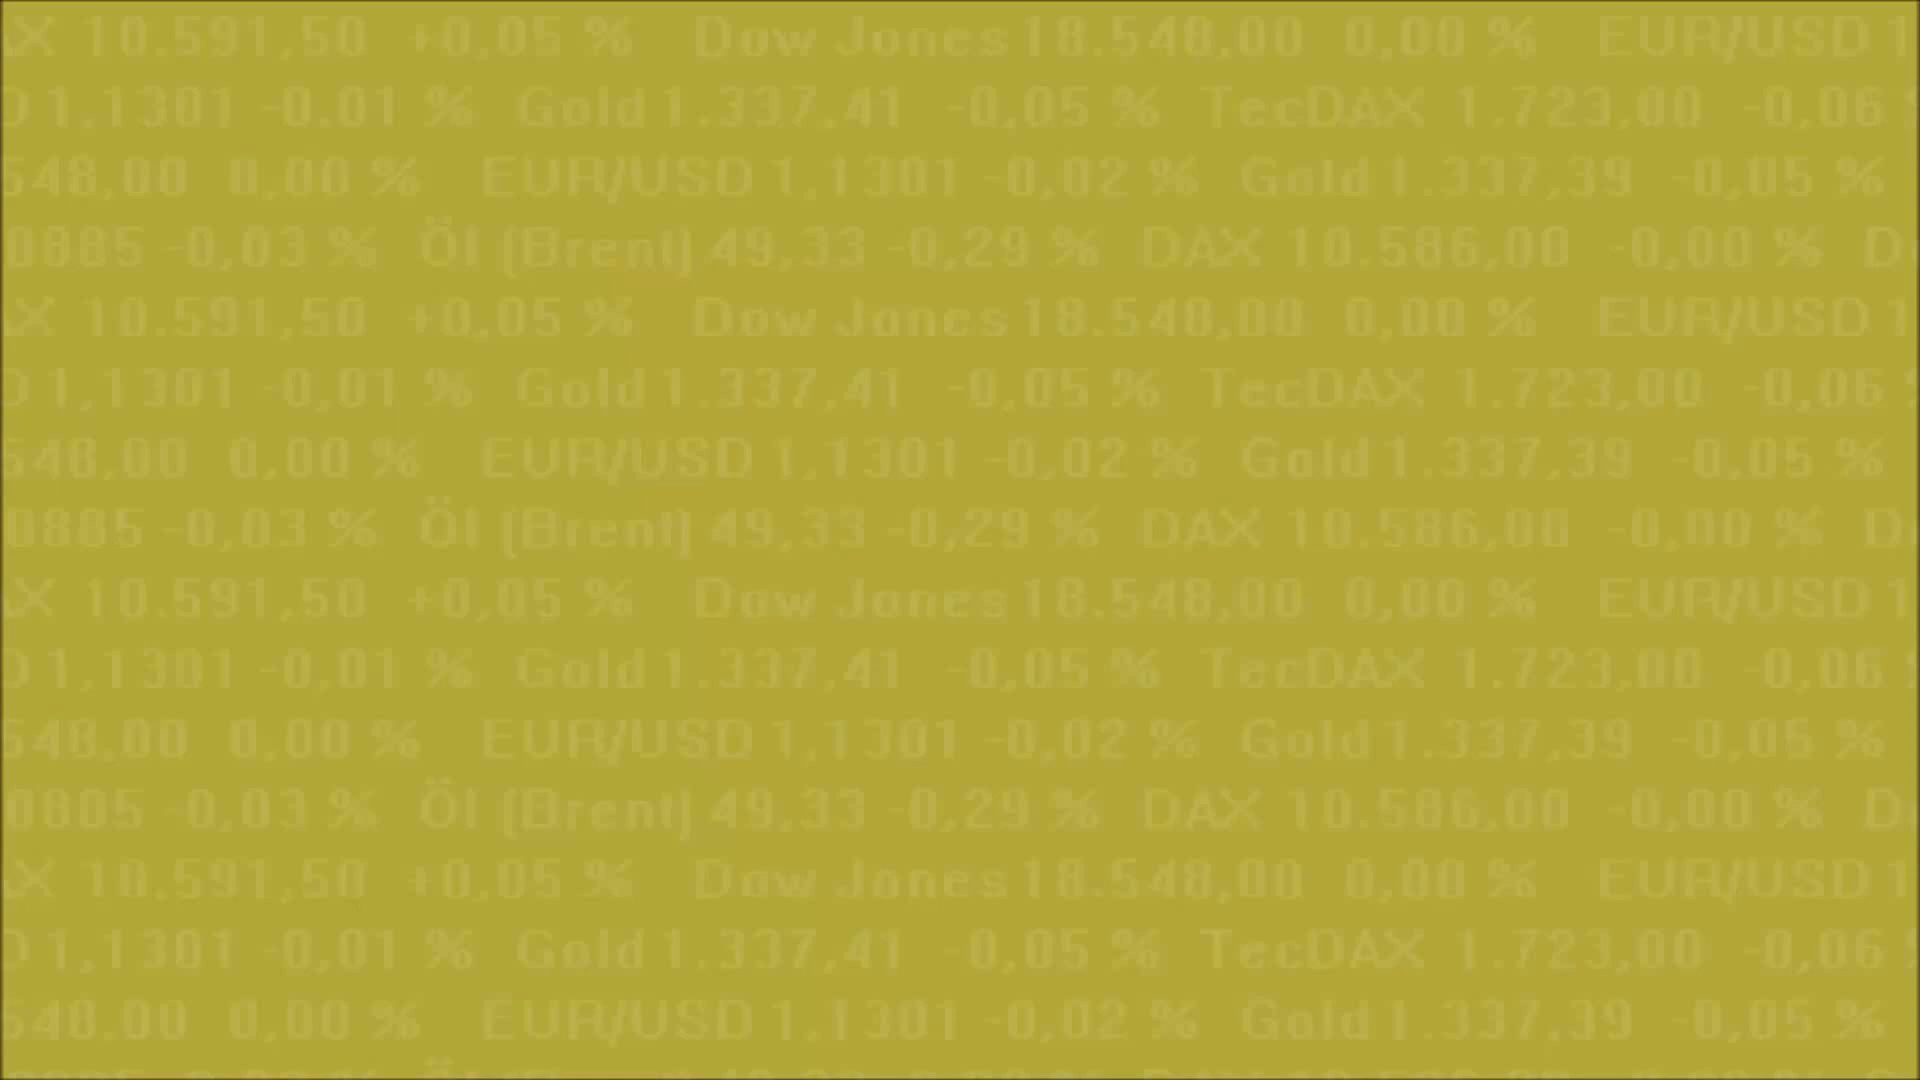 X 10.591,50 +0,05 % Dow Jones 18.548,00 0,00 % EUR/USD 1
D 1,1301 -0.01 % Gold 1.337,41 -0,05 % TecDAX 1.723,00 -0,06
548,00 0,00 % EUR/USD 1,1301 -0,02 % Gold 1.337,39 -0,05 %
0885 -0,03 % Öl (Brent) 49,33 -0,29 % DAX 10.586,00 -0,00 % D
X 10.591,50 +0,05 % Dow Jones 18.548,00 0,00 % EUR/USD 1
D 1,1301 -0,01 % Gold 1.337,41 -0,05 % TecDAX 1.723,00 -0,06
548,00 0,00 % EUR/USD 1,1301 -0,02 % Gold 1.337,39 -0,05 %
0885 -0,03 % Öl (Brent) 49,33 -0,29 % DAX 10.586,00 -0,00 % D
X 10.591,50 +0,05 % Dow Jones 18.548,00 0,00 % EUR/USD 1
D 1,1301 -0,01 % Gold 1.337,41 -0,05 % TecDAX 1.723,00 -0,06
548,00 0,00 % EUR/USD 1,1301 -0,02 % Gold 1.337,39 -0,05 %
0885 -0,03 % Öl (Brent) 49,33 -0,29 % DAX 10.586,00 -0,00 % D
X 10.591,50 +0,05 % Dow Jones 18.548,00 0,00 % EUR/USD 1
D 1,1301 -0,01 % Gold 1.337,41 -0,05 % TecDAX 1.723,00 -0,06
548,00 0,00 % EUR/USD 1,1301 -0,02 % Gold 1.337,39 -0,05 %